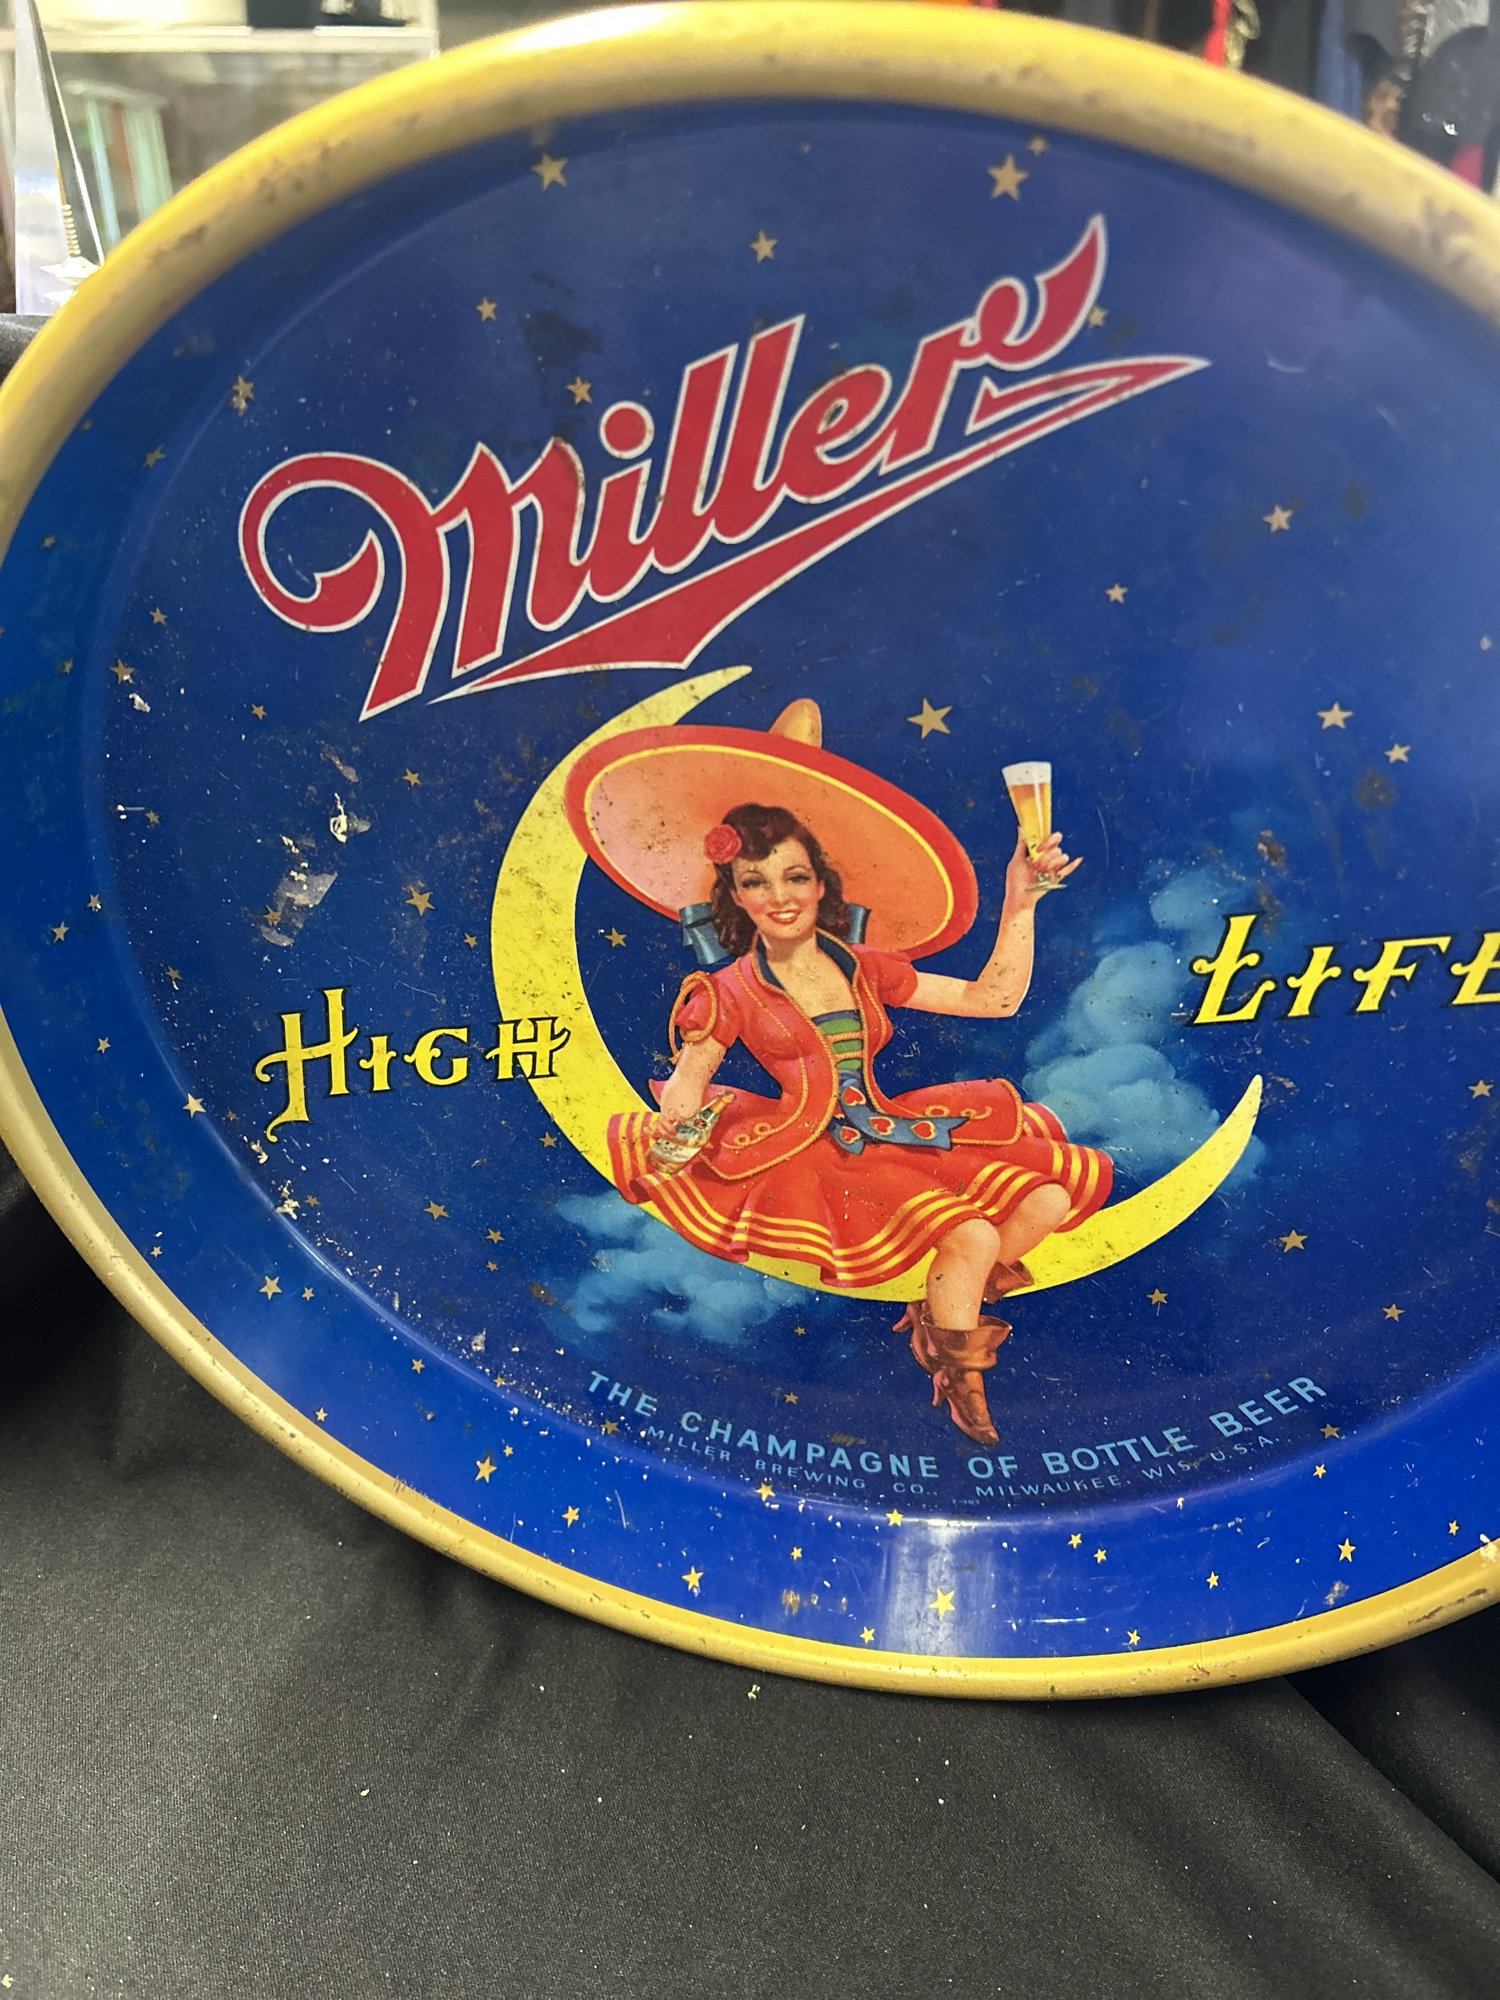 Miller
HIGH LIFE
THE CHAMPAGNE OF BOTTLE BEER
MILLER BREWING CO., MILWAUKEE, WIS. U.S.A.